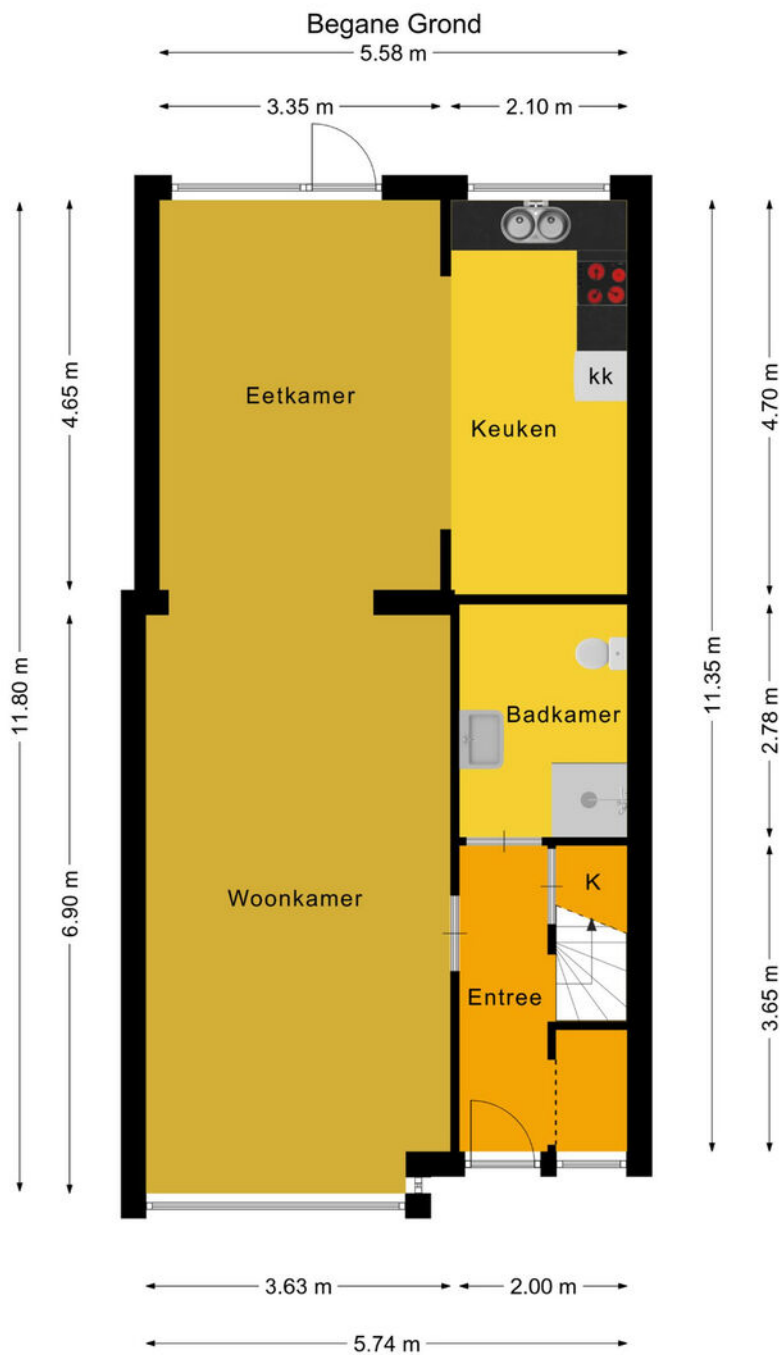 Begane Grond
5.58 m
3.35 m
2.10 m
kk
Eetkamer
Keuken
4.65 m
4.70 m
11.80 m
11.35 m
Badkamer
2.78 m
K
Woonkamer
6.90 m
Entree
3.65 m
3.63 m
2.00 m
5.74 m